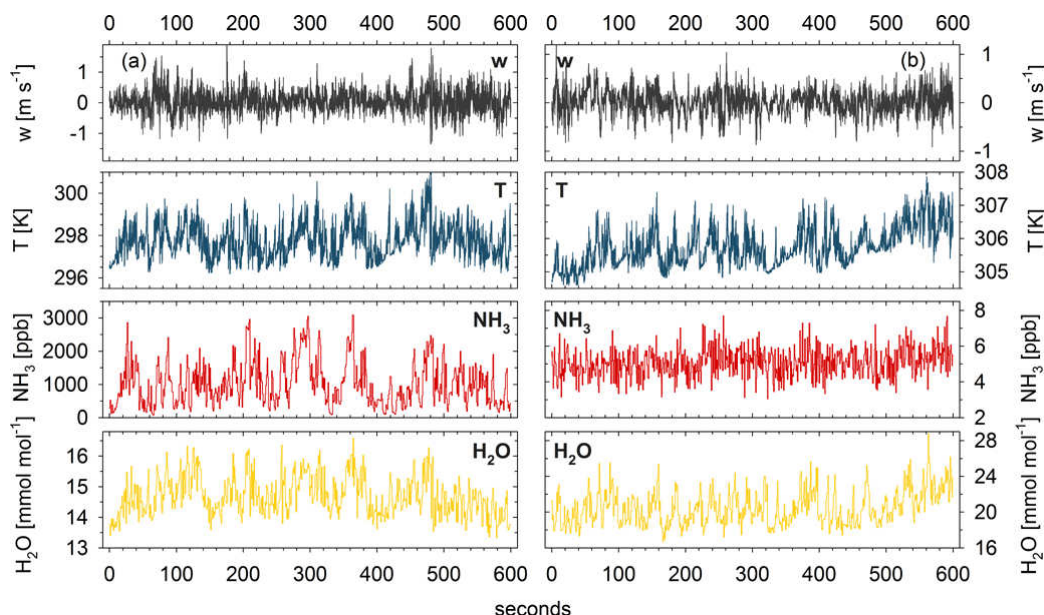 0 100 200 300 400 500 600 0 100 200 300 400 500 600
(a) w w (b)
w [m s⁻¹] 1 0 -1 1 0 -1 w [m s⁻¹]
T T
T [K] 300 298 296 308 307 306 305 T [K]
NH₃ NH₃
NH₃ [ppb] 3000 2000 1000 0 8 6 4 2 NH₃ [ppb]
H₂O H₂O
H₂O [mmol mol⁻¹] 16 15 14 13 28 24 20 16 H₂O [mmol mol⁻¹]
0 100 200 300 400 500 600 0 100 200 300 400 500 600
seconds